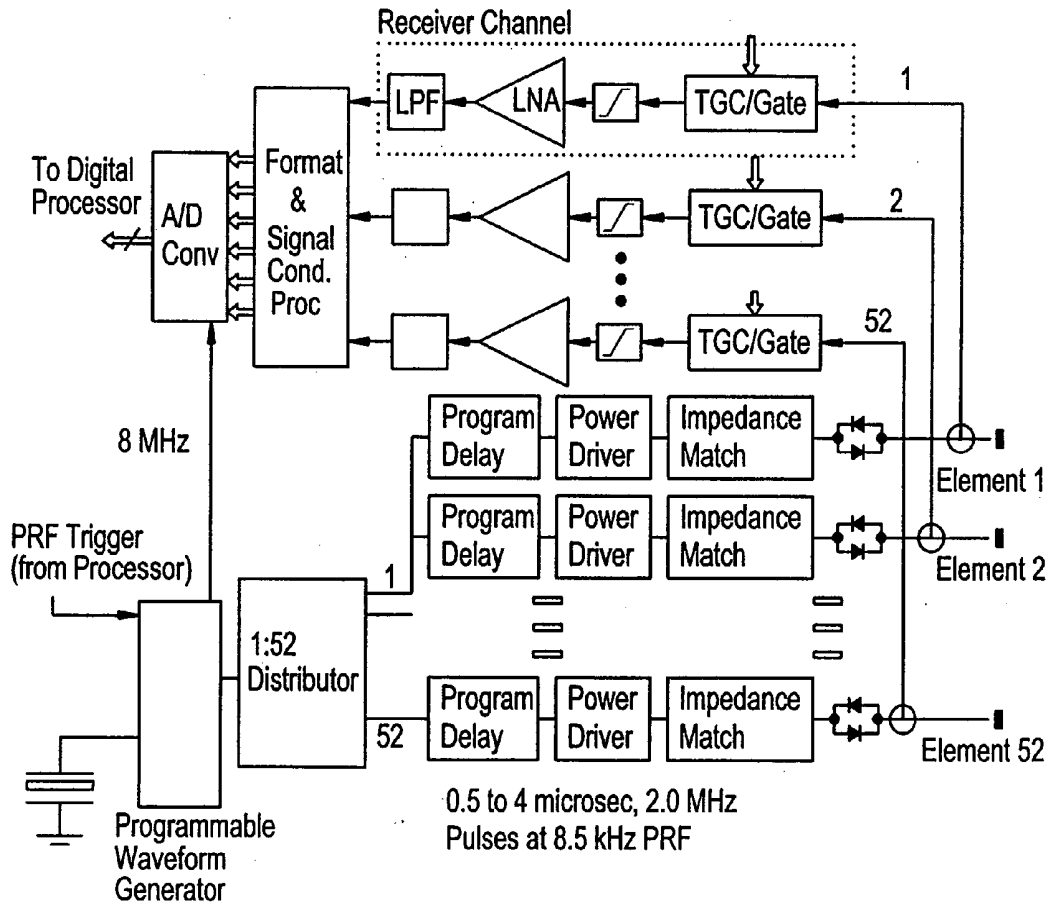 Receiver Channel
LPF
LNA
TGC/Gate
1
To Digital
Processor
A/D
Conv
Format
&
Signal
Cond.
Proc
TGC/Gate
2
TGC/Gate
52
8 MHz
Program
Delay
Power
Driver
Impedance
Match
Element 1
PRF Trigger
(from Processor)
Program
Delay
Power
Driver
Impedance
Match
Element 2
1
1:52
Distributor
52
Program
Delay
Power
Driver
Impedance
Match
Element 52
0.5 to 4 microsec, 2.0 MHz
Pulses at 8.5 kHz PRF
Programmable
Waveform
Generator